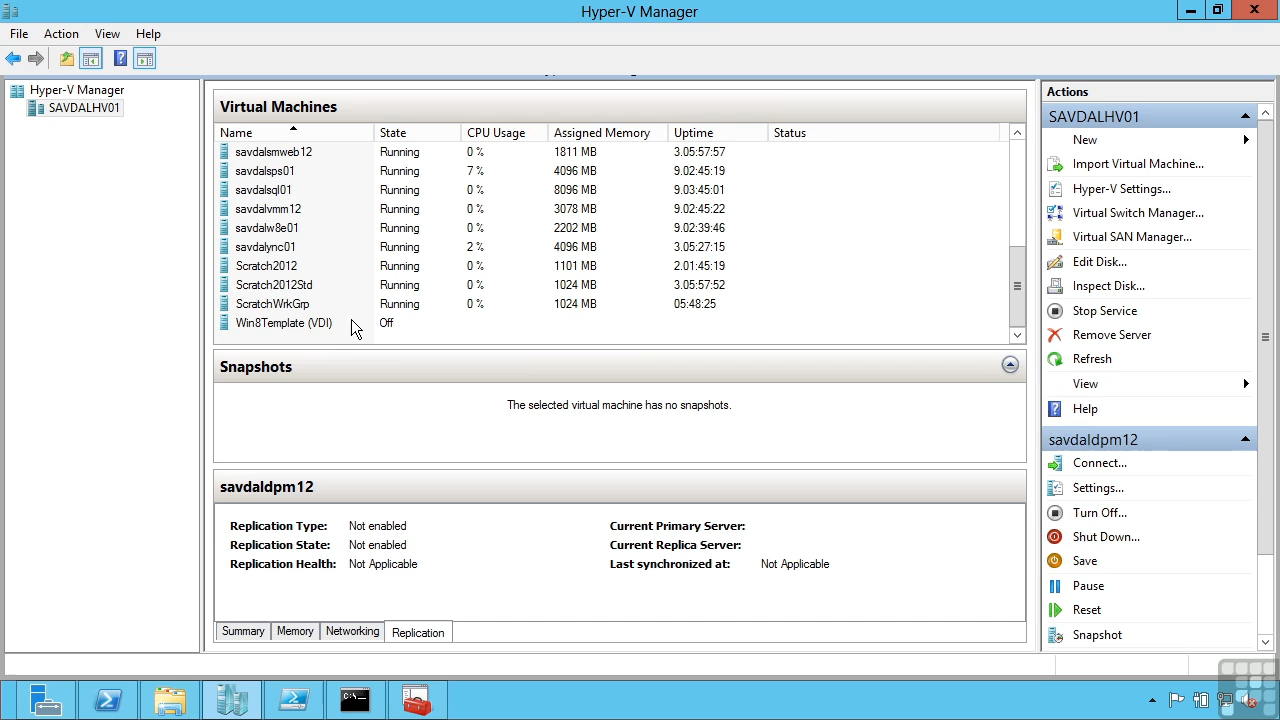 Hyper-V Manager
File Action View Help
Hyper-V Manager
SAVDALHV01
Virtual Machines
Name State CPU Usage Assigned Memory Uptime Status
savdalsmweb12 Running 0 % 1811 MB 3.05:57:57
savdalsps01 Running 7 % 4096 MB 9.02:45:19
savdalsql01 Running 0 % 8096 MB 9.03:45:01
savdalvmm12 Running 0 % 3078 MB 9.02:45:22
savdalw8e01 Running 0 % 2202 MB 9.02:39:46
savdalync01 Running 2 % 4096 MB 3.05:27:15
Scratch2012 Running 0 % 1101 MB 2.01:45:19
Scratch2012Std Running 0 % 1024 MB 3.05:57:52
ScratchWrkGrp Running 0 % 1024 MB 05:48:25
Win8Template (VDI) Off
Snapshots
The selected virtual machine has no snapshots.
savdaldpm12
Replication Type: Not enabled Current Primary Server:
Replication State: Not enabled Current Replica Server:
Replication Health: Not Applicable Last synchronized at: Not Applicable
Summary Memory Networking Replication
Actions
SAVDALHV01
New
Import Virtual Machine...
Hyper-V Settings...
Virtual Switch Manager...
Virtual SAN Manager...
Edit Disk...
Inspect Disk...
Stop Service
Remove Server
Refresh
View
Help
savdaldpm12
Connect...
Settings...
Turn Off...
Shut Down...
Save
Pause
Reset
Snapshot